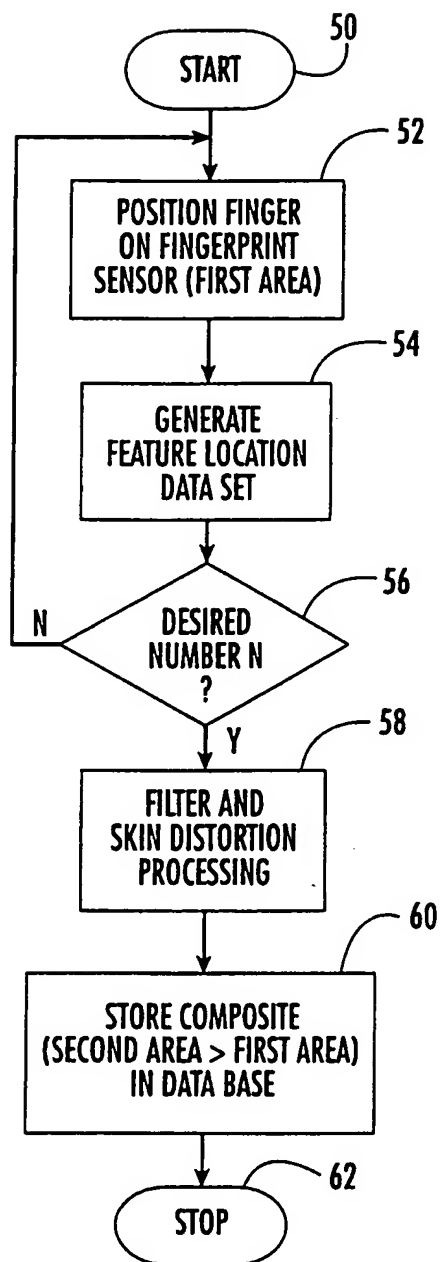 START
50
52
POSITION FINGER
ON FINGERPRINT
SENSOR (FIRST AREA)
54
GENERATE
FEATURE LOCATION
DATA SET
56
N
DESIRED
NUMBER N
?
Y
58
FILTER AND
SKIN DISTORTION
PROCESSING
60
STORE COMPOSITE
(SECOND AREA > FIRST AREA)
IN DATA BASE
62
STOP